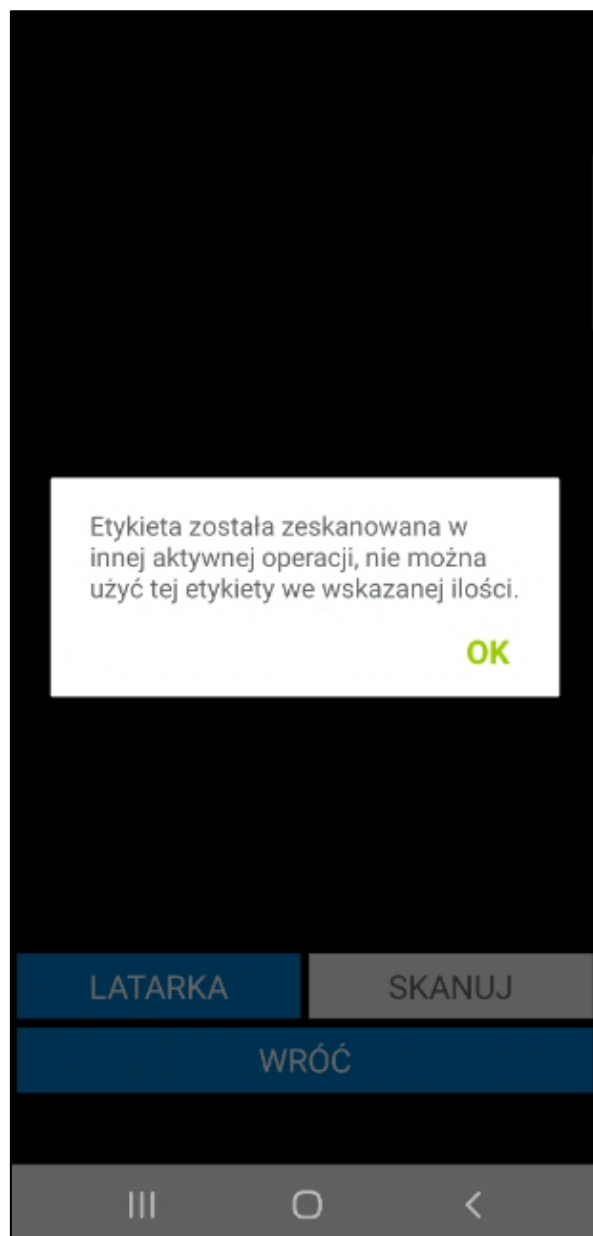 Etykieta została zeskanowana w
innej aktywnej operacji, nie można
użyć tej etykiety we wskazanej ilości.
OK
LATARKA SKANUJ
WRÓĆ